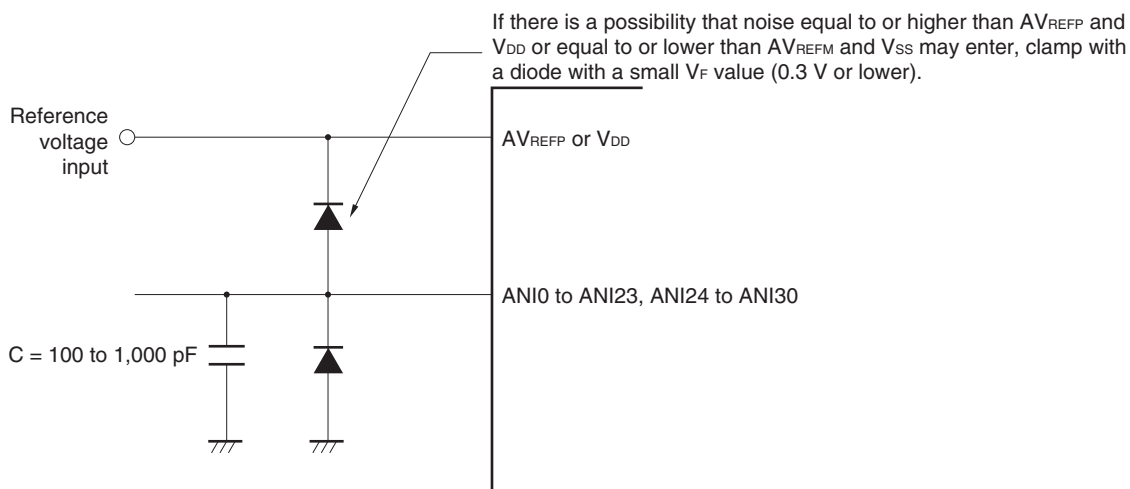 If there is a possibility that noise equal to or higher than AVREFP and
VDD or equal to or lower than AVREFM and VSS may enter, clamp with
a diode with a small VF value (0.3 V or lower).
Reference
voltage
input
AVREFP or VDD
ANI0 to ANI23, ANI24 to ANI30
C = 100 to 1,000 pF